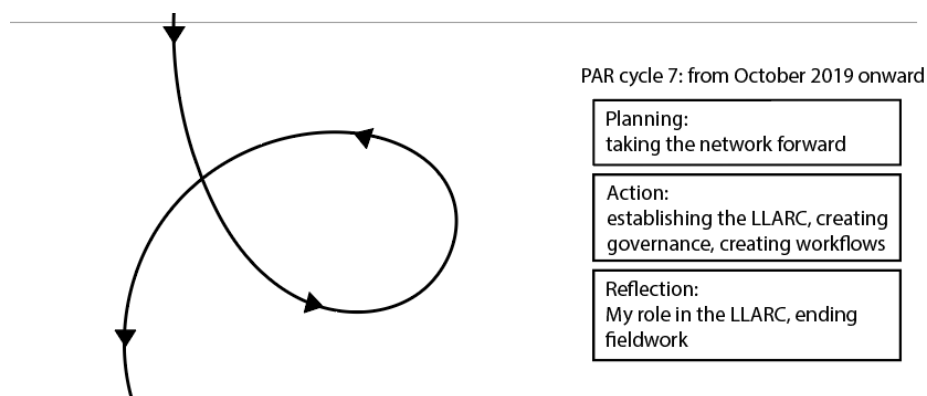 PAR cycle 7: from October 2019 onward
Planning:
taking the network forward
Action:
establishing the LLARC, creating
governance, creating workflows
Reflection:
My role in the LLARC, ending
fieldwork